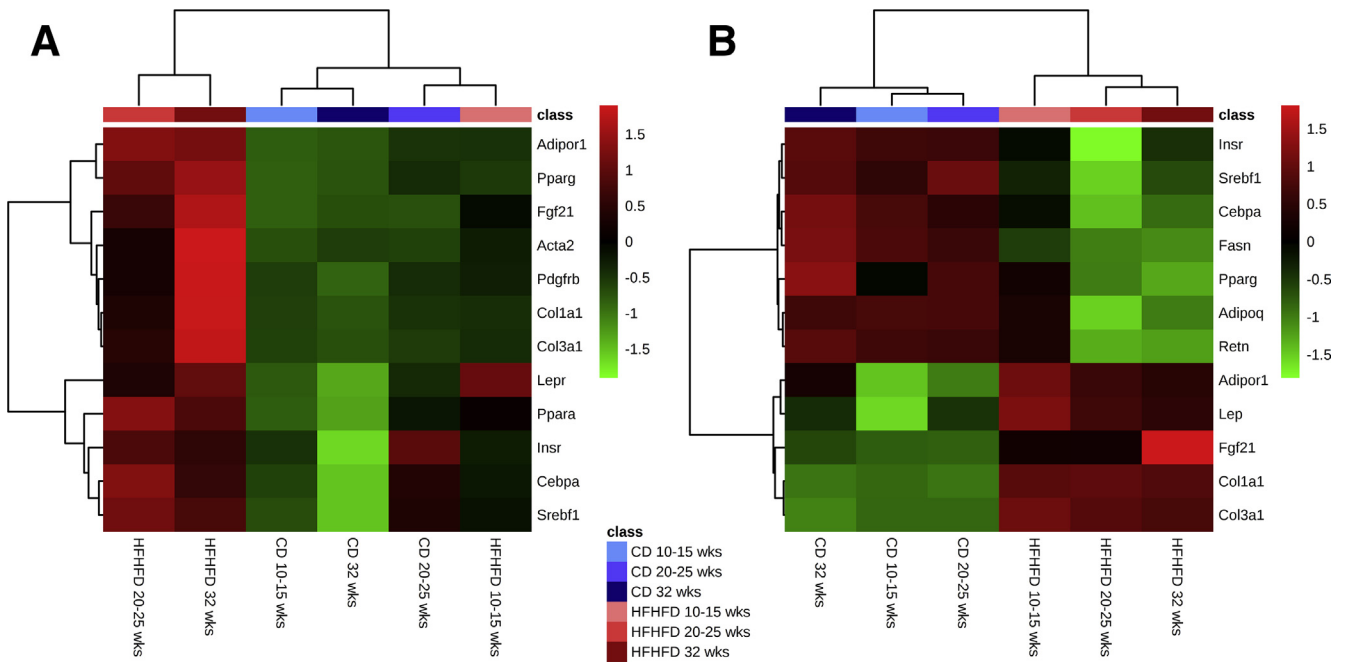 A
class
Adipor1
Pparg
Fgf21
Acta2
Pdgfrb
Col1a1
Col3a1
Lepr
Ppara
Insr
Cebpa
Srebf1
1.5
1
0.5
0
-0.5
-1
-1.5
HFHFD 20-25 wks
HFHFD 32 wks
CD 10-15 wks
CD 32 wks
CD 20-25 wks
HFHFD 10-15 wks
class
CD 10-15 wks
CD 20-25 wks
CD 32 wks
HFHFD 10-15 wks
HFHFD 20-25 wks
HFHFD 32 wks
B
class
Insr
Srebf1
Cebpa
Fasn
Pparg
Adipoq
Retn
Adipor1
Lep
Fgf21
Col1a1
Col3a1
1.5
1
0.5
0
-0.5
-1
-1.5
CD 32 wks
CD 10-15 wks
CD 20-25 wks
HFHFD 10-15 wks
HFHFD 20-25 wks
HFHFD 32 wks